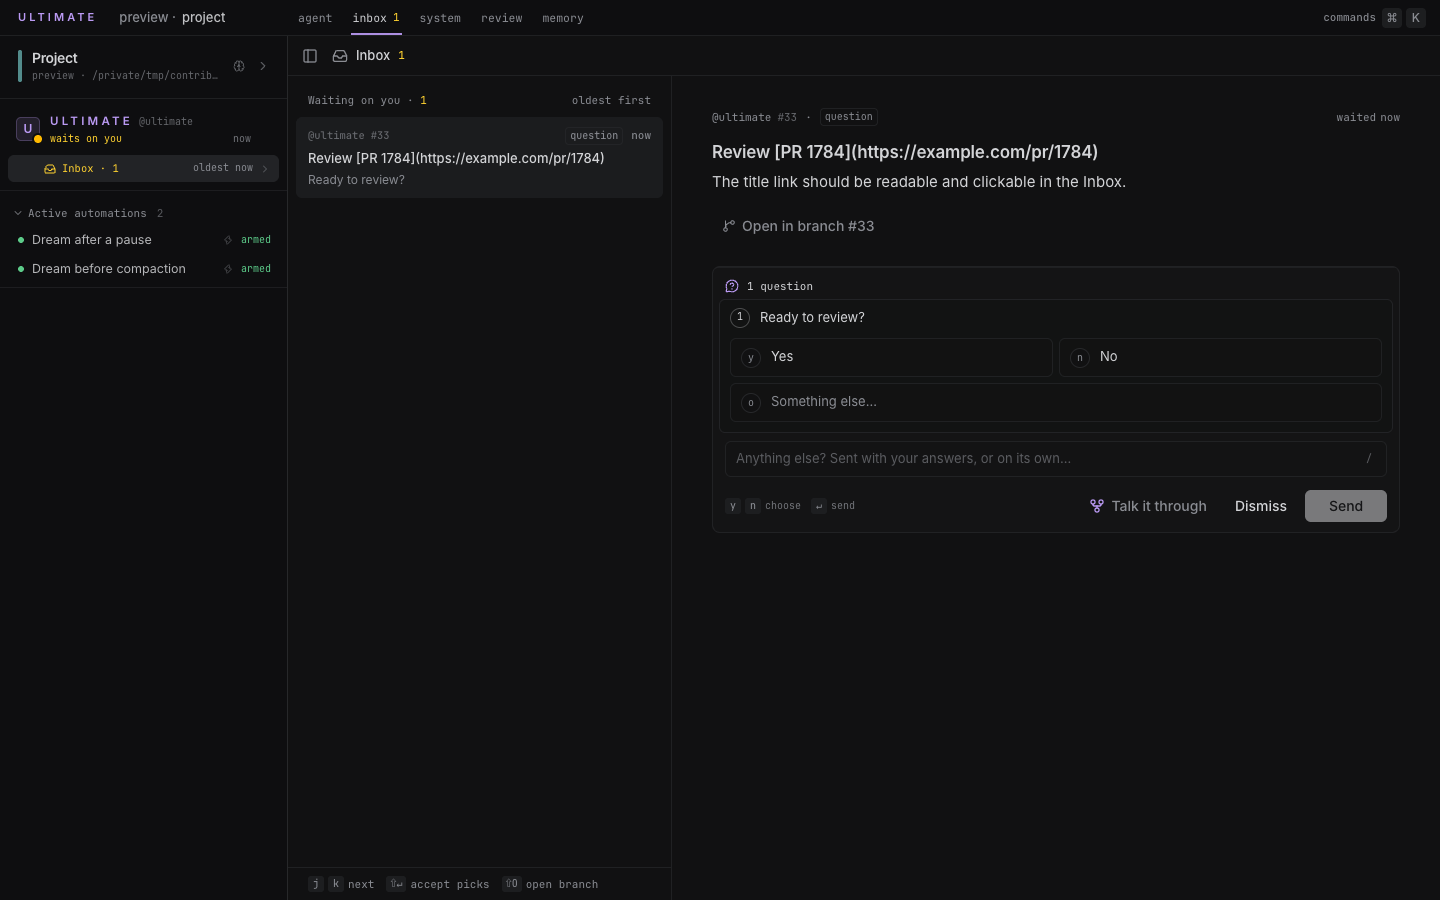 ULTIMATE preview · project agent inbox 1 system review memory commands ⌘ K
Project
preview · /private/tmp/contrib…
U ULTIMATE @ultimate
waits on you now
Inbox · 1 oldest now
Active automations 2
Dream after a pause armed
Dream before compaction armed
Inbox 1
Waiting on you · 1 oldest first
@ultimate #33 question now
Review [PR 1784](https://example.com/pr/1784)
Ready to review?
j k next ⇧↵ accept picks ⇧O open branch
@ultimate #33 · question waited now
Review [PR 1784](https://example.com/pr/1784)
The title link should be readable and clickable in the Inbox.
Open in branch #33
1 question
1 Ready to review?
y Yes n No
o Something else…
Anything else? Sent with your answers, or on its own… /
y n choose ↵ send Talk it through Dismiss Send